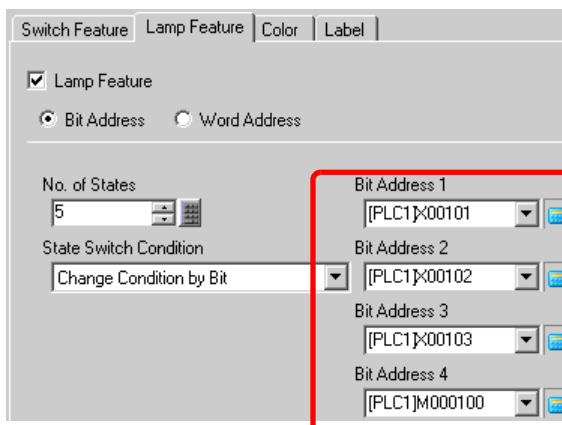 Switch Feature Lamp Feature Color Label
Lamp Feature
Bit Address Word Address
No. of States
5
State Switch Condition
Change Condition by Bit
Bit Address 1
[PLC1]X00101
Bit Address 2
[PLC1]X00102
Bit Address 3
[PLC1]X00103
Bit Address 4
[PLC1]M000100